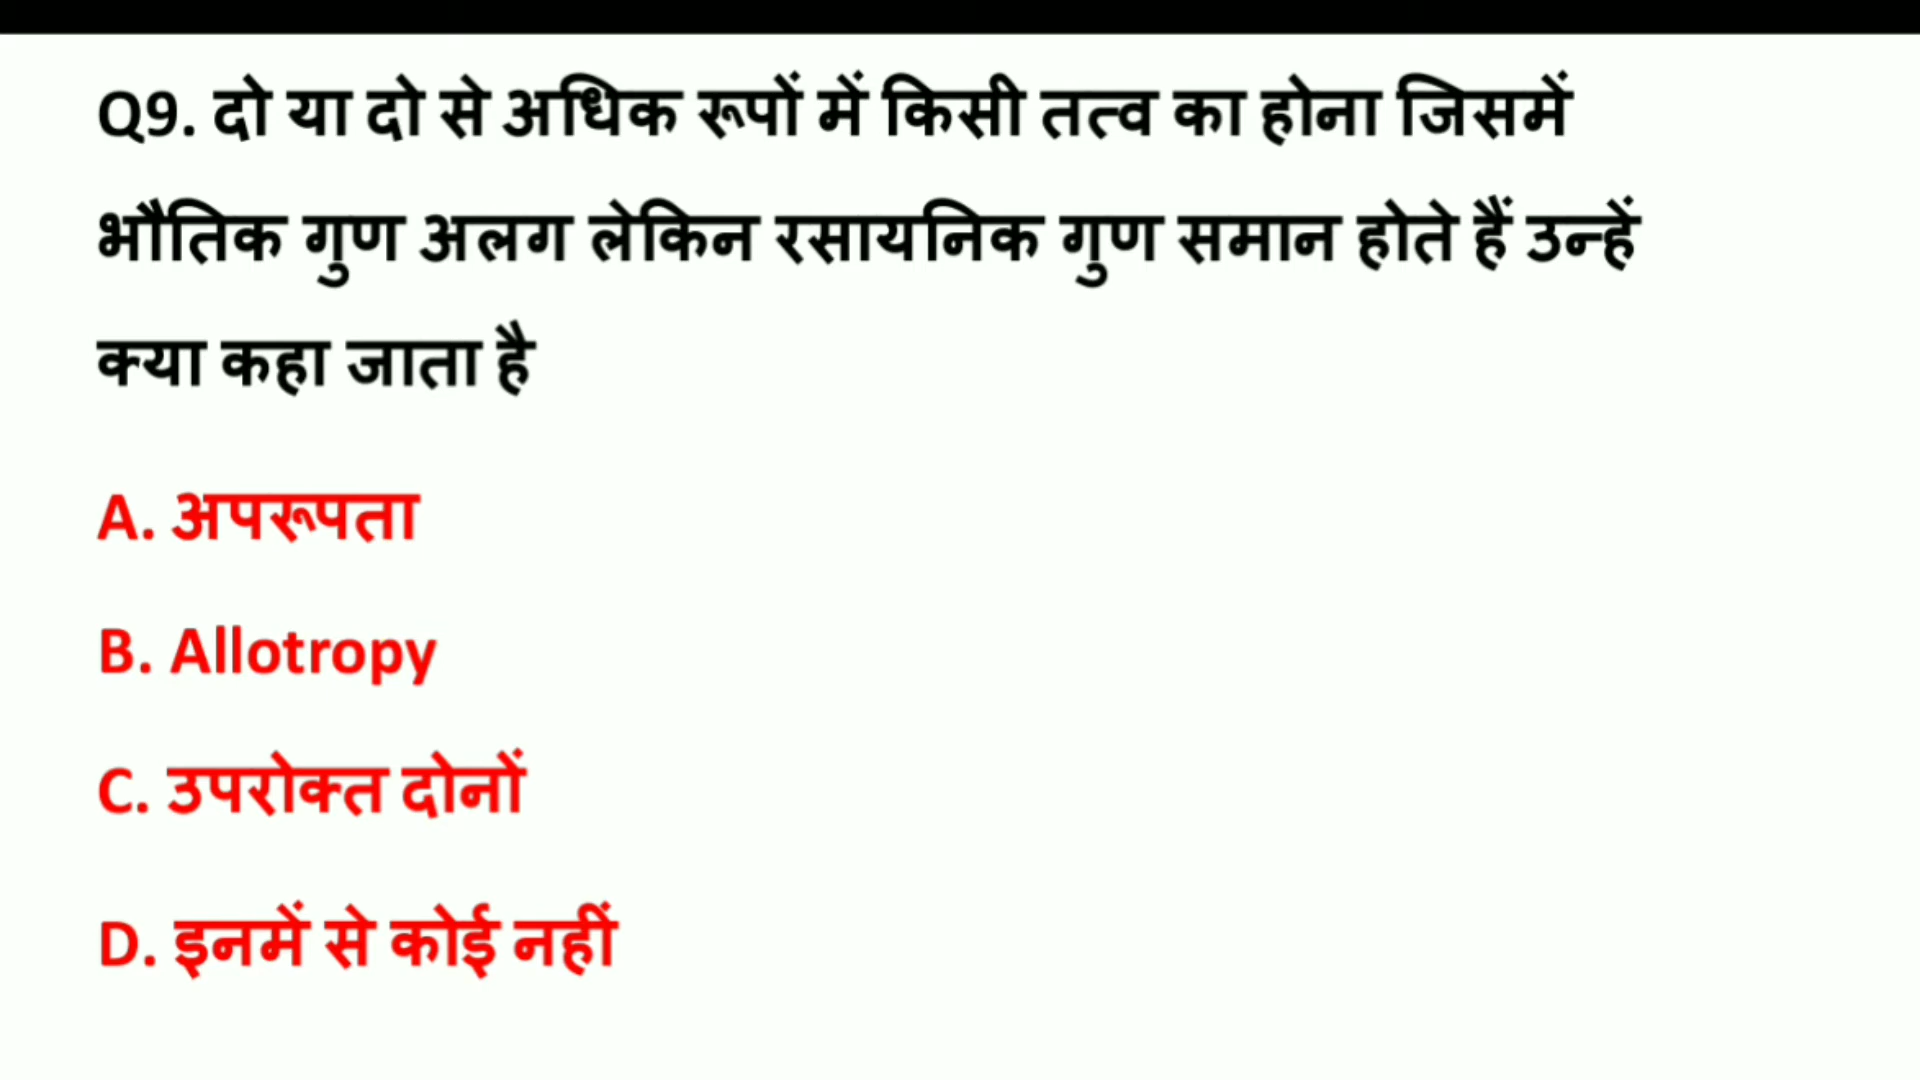 Q9. दो या दो से अधिक रूपों में किसी तत्व का होना जिसमें
भौतिक गुण अलग लेकिन रसायनिक गुण समान होते हैं उन्हें
क्या कहा जाता है
A. अपरूपता
B. Allotropy
C. उपरोक्त दोनों
D. इनमें से कोई नहीं